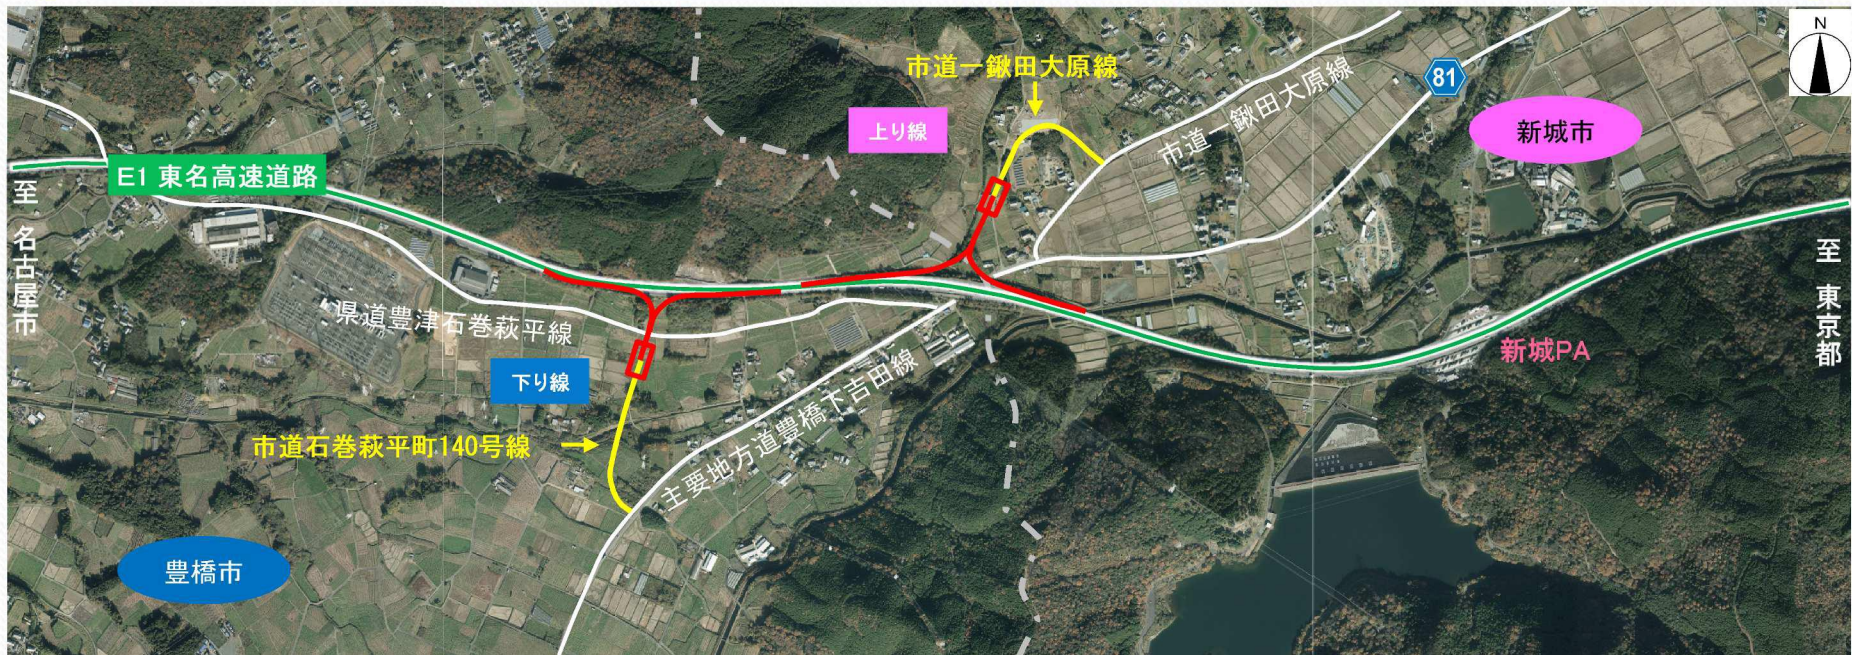 N
市道一鍬田大原線
81
上り線
市道一鍬田大原線
新城市
E1 東名高速道路
至 名古屋市
至 東京都
県道豊津石巻萩平線
新城PA
下り線
主要地方道豊橋下吉田線
市道石巻萩平町140号線
豊橋市